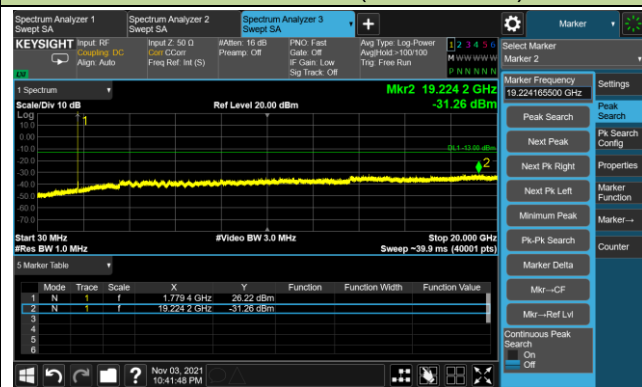 Spectrum Analyzer 1
Swept SA
Spectrum Analyzer 2
Swept SA
Spectrum Analyzer 3
Swept SA
+
Marker
KEYSIGHT
Input: RF
Coupling: DC
Align: Auto
Input Z: 50 Ω
Corr CCorr
Freq Ref: Int (S)
#Atten: 16 dB
Preamp: Off
PNO: Fast
Gate: Off
IF Gain: Low
Sig Track: Off
Avg Type: Log-Power
Avg|Hold:>100/100
Trig: Free Run
1 2 3 4 5 6
M W W W W W
P N N N N N
LXI
Select Marker
Marker 2
1 Spectrum
Mkr2 19.224 2 GHz
-31.26 dBm
Scale/Div 10 dB
Ref Level 20.00 dBm
Log
10.0
0.00
-10.0
-20.0
-30.0
-40.0
-50.0
-60.0
-70.0
1
DL1 -13.00 dBm
2
Start 30 MHz
#Video BW 3.0 MHz
Stop 20.000 GHz
#Res BW 1.0 MHz
Sweep ~39.9 ms (40001 pts)
5 Marker Table
Mode Trace Scale X Y Function Function Width Function Value
1 N 1 f 1.779 4 GHz 26.22 dBm
2 N 1 f 19.224 2 GHz -31.26 dBm
3
4
5
6
Marker Frequency
19.224165500 GHz
Peak Search
Next Peak
Next Pk Right
Next Pk Left
Minimum Peak
Pk-Pk Search
Marker Delta
Mkr→CF
Mkr→Ref Lvl
Continuous Peak
Search
On
Off
Settings
Peak
Search
Pk Search
Config
Properties
Marker
Function
Marker→
Counter
?
Nov 03, 2021
10:41:48 PM